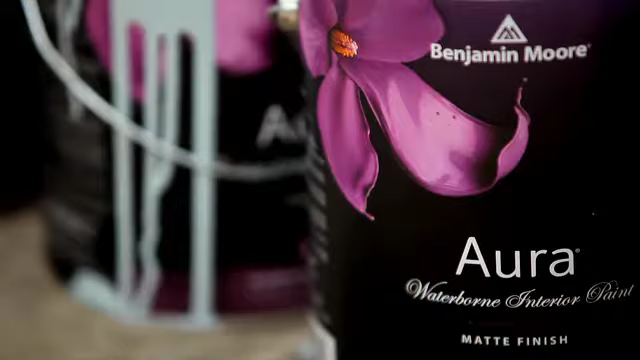 Benjamin Moore®
Aura®
Waterborne Interior Paint
MATTE FINISH